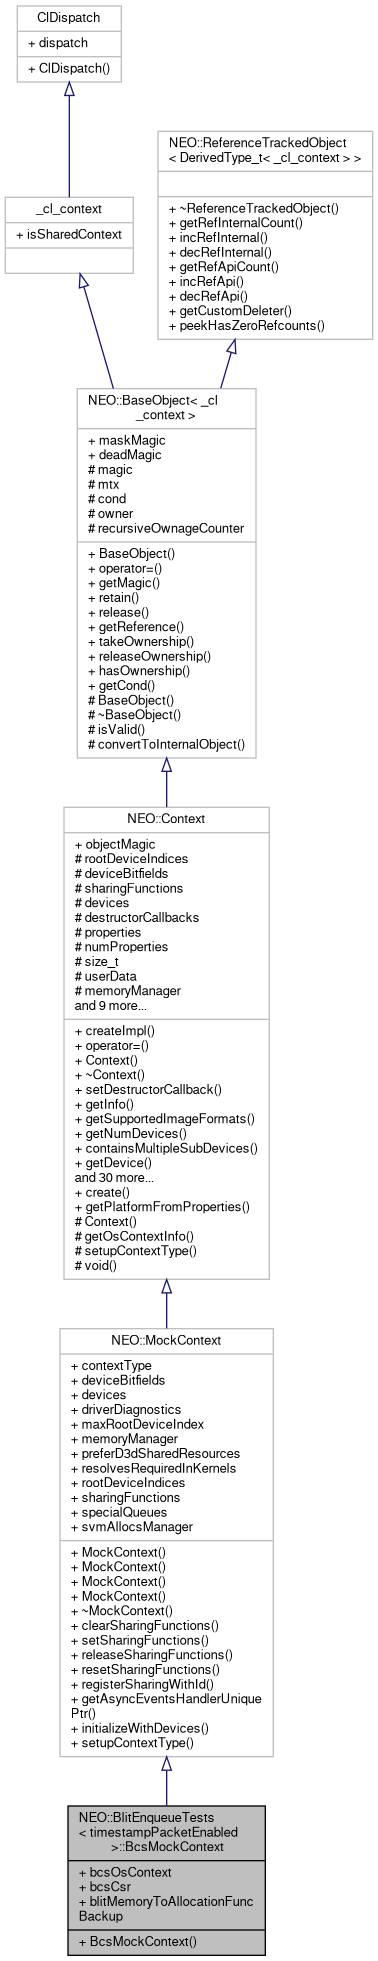 ClDispatch
+ dispatch
+ ClDispatch()
_cl_context
+ isSharedContext
NEO::ReferenceTrackedObject
< DerivedType_t< _cl_context > >
+ ~ReferenceTrackedObject()
+ getRefInternalCount()
+ incRefInternal()
+ decRefInternal()
+ getRefApiCount()
+ incRefApi()
+ decRefApi()
+ getCustomDeleter()
+ peekHasZeroRefcounts()
NEO::BaseObject< _cl
_context >
+ maskMagic
+ deadMagic
# magic
# mtx
# cond
# owner
# recursiveOwnageCounter
+ BaseObject()
+ operator=()
+ getMagic()
+ retain()
+ release()
+ getReference()
+ takeOwnership()
+ releaseOwnership()
+ hasOwnership()
+ getCond()
# BaseObject()
# ~BaseObject()
# isValid()
# convertToInternalObject()
NEO::Context
+ objectMagic
# rootDeviceIndices
# deviceBitfields
# sharingFunctions
# devices
# destructorCallbacks
# properties
# numProperties
# size_t
# userData
# memoryManager
and 9 more...
+ createImpl()
+ operator=()
+ Context()
+ ~Context()
+ setDestructorCallback()
+ getInfo()
+ getSupportedImageFormats()
+ getNumDevices()
+ containsMultipleSubDevices()
+ getDevice()
and 30 more...
+ create()
+ getPlatformFromProperties()
# Context()
# getOsContextInfo()
# setupContextType()
# void()
NEO::MockContext
+ contextType
+ deviceBitfields
+ devices
+ driverDiagnostics
+ maxRootDeviceIndex
+ memoryManager
+ preferD3dSharedResources
+ resolvesRequiredInKernels
+ rootDeviceIndices
+ sharingFunctions
+ specialQueues
+ svmAllocsManager
+ MockContext()
+ MockContext()
+ MockContext()
+ MockContext()
+ ~MockContext()
+ clearSharingFunctions()
+ setSharingFunctions()
+ releaseSharingFunctions()
+ resetSharingFunctions()
+ registerSharingWithId()
+ getAsyncEventsHandlerUnique
Ptr()
+ initializeWithDevices()
+ setupContextType()
NEO::BlitEnqueueTests
< timestampPacketEnabled
>::BcsMockContext
+ bcsOsContext
+ bcsCsr
+ blitMemoryToAllocationFunc
Backup
+ BcsMockContext()